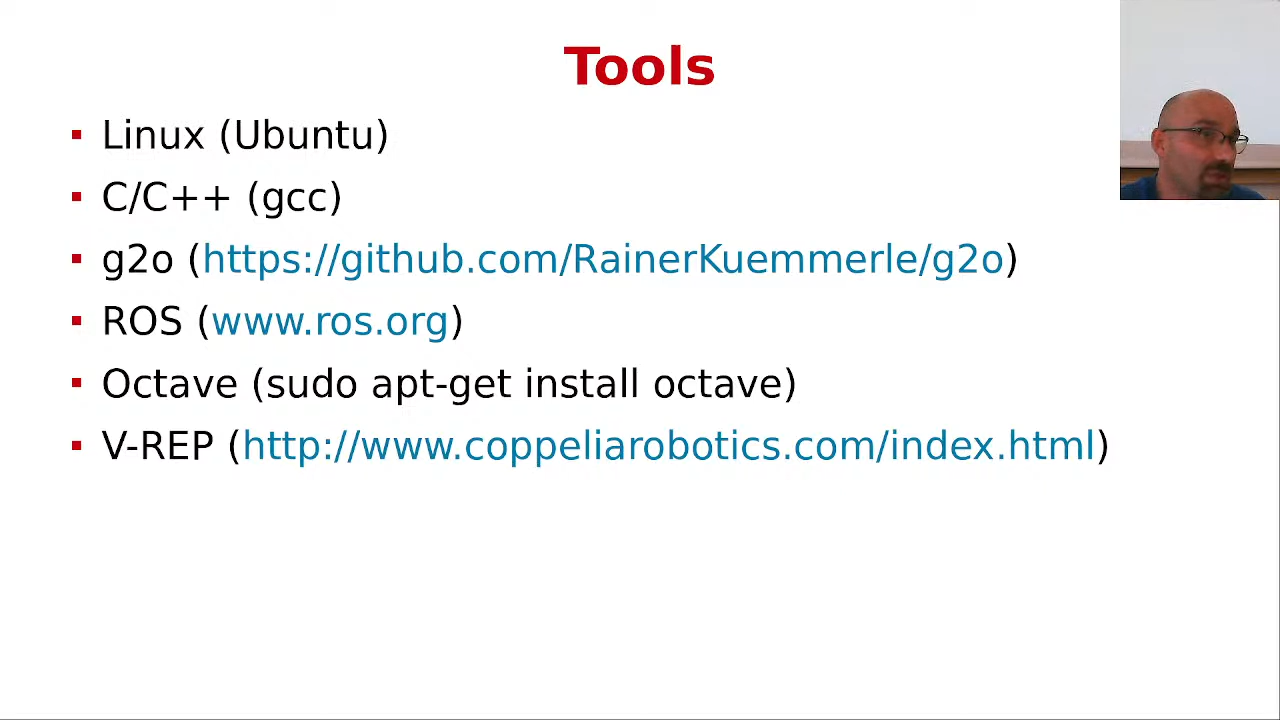 Tools
▪ Linux (Ubuntu)
▪ C/C++ (gcc)
▪ g2o (https://github.com/RainerKuemmerle/g2o)
▪ ROS (www.ros.org)
▪ Octave (sudo apt-get install octave)
▪ V-REP (http://www.coppeliarobotics.com/index.html)